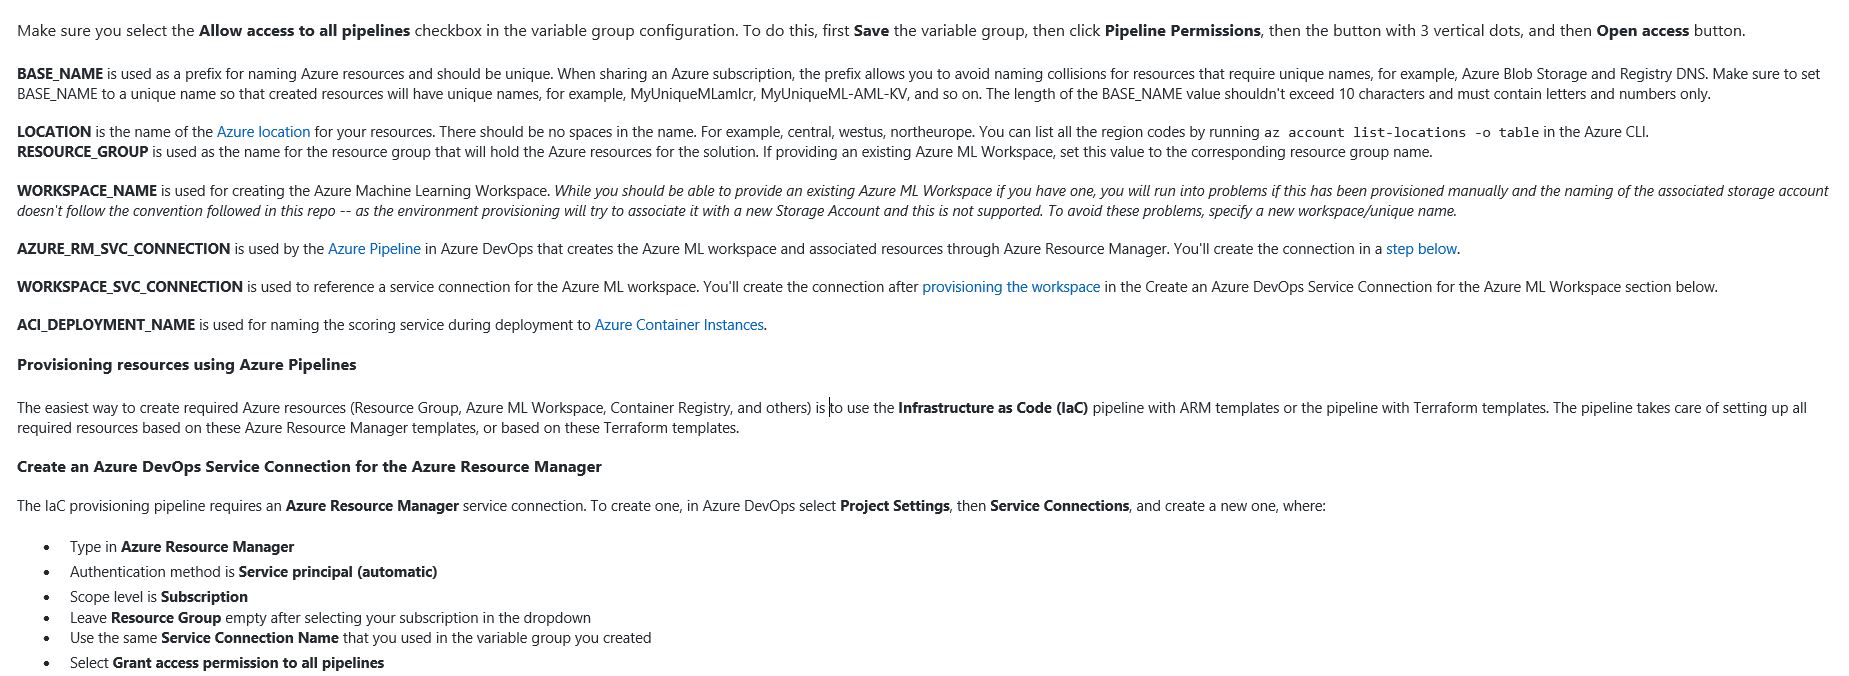 Make sure you select the Allow access to all pipelines checkbox in the variable group configuration. To do this, first Save the variable group, then click Pipeline Permissions, then the button with 3 vertical dots, and then Open access button.
BASE_NAME is used as a prefix for naming Azure resources and should be unique. When sharing an Azure subscription, the prefix allows you to avoid naming collisions for resources that require unique names, for example, Azure Blob Storage and Registry DNS. Make sure to set
BASE_NAME to a unique name so that created resources will have unique names, for example, MyUniqueMLamlcr, MyUniqueML-AML-KV, and so on. The length of the BASE_NAME value shouldn't exceed 10 characters and must contain letters and numbers only.
LOCATION is the name of the Azure location for your resources. There should be no spaces in the name. For example, central, westus, northeurope. You can list all the region codes by running az account list-locations -o table in the Azure CLI.
RESOURCE_GROUP is used as the name for the resource group that will hold the Azure resources for the solution. If providing an existing Azure ML Workspace, set this value to the corresponding resource group name.
WORKSPACE_NAME is used for creating the Azure Machine Learning Workspace. While you should be able to provide an existing Azure ML Workspace if you have one, you will run into problems if this has been provisioned manually and the naming of the associated storage account
doesn't follow the convention followed in this repo -- as the environment provisioning will try to associate it with a new Storage Account and this is not supported. To avoid these problems, specify a new workspace/unique name.
AZURE_RM_SVC_CONNECTION is used by the Azure Pipeline in Azure DevOps that creates the Azure ML workspace and associated resources through Azure Resource Manager. You'll create the connection in a step below.
WORKSPACE_SVC_CONNECTION is used to reference a service connection for the Azure ML workspace. You'll create the connection after provisioning the workspace in the Create an Azure DevOps Service Connection for the Azure ML Workspace section below.
ACI_DEPLOYMENT_NAME is used for naming the scoring service during deployment to Azure Container Instances.
Provisioning resources using Azure Pipelines
The easiest way to create required Azure resources (Resource Group, Azure ML Workspace, Container Registry, and others) is to use the Infrastructure as Code (IaC) pipeline with ARM templates or the pipeline with Terraform templates. The pipeline takes care of setting up all
required resources based on these Azure Resource Manager templates, or based on these Terraform templates.
Create an Azure DevOps Service Connection for the Azure Resource Manager
The IaC provisioning pipeline requires an Azure Resource Manager service connection. To create one, in Azure DevOps select Project Settings, then Service Connections, and create a new one, where:
• Type in Azure Resource Manager
• Authentication method is Service principal (automatic)
• Scope level is Subscription
• Leave Resource Group empty after selecting your subscription in the dropdown
• Use the same Service Connection Name that you used in the variable group you created
• Select Grant access permission to all pipelines